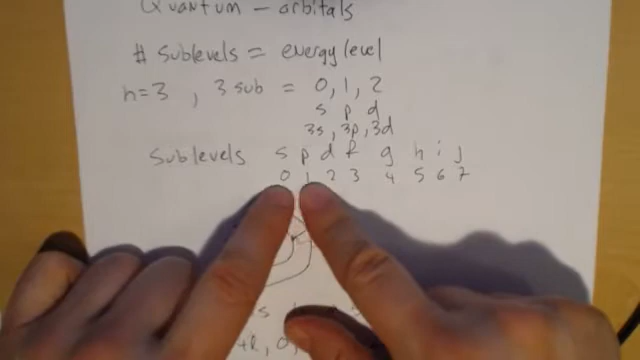 Quantum - orbitals
# Sublevels = energy level
n=3 , 3 sub = 0, 1, 2
s p d
3s, 3p, 3d
Sublevels s p d f g h i j
0 1 2 3 4 5 6 7